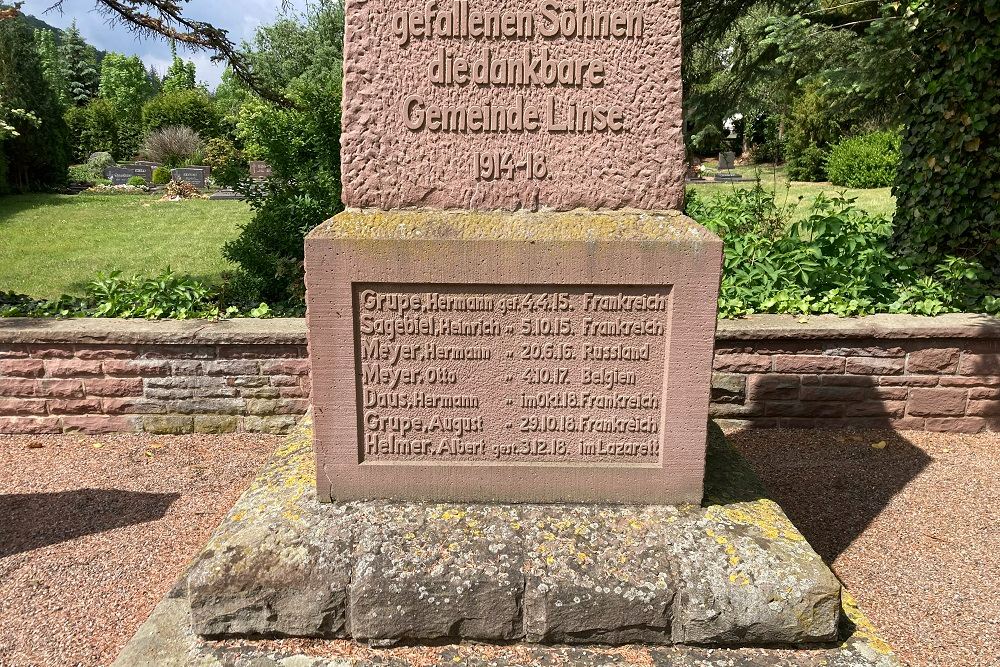 gefallenen Söhnen
die dankbare
Gemeinde Linse
1914-18.
Grupe, Hermann gef. 4.4.15. Frankreich
Sagebiel, Heinrich " 5.10.15. Frankreich
Meyer, Hermann " 20.6.16. Russland
Meyer, Otto " 4.10.17. Belgien
Daus, Hermann " im Okt.18. Frankreich
Grupe, August " 29.10.18. Frankreich
Helmer, Albert gest. 3.12.18. im Lazarett